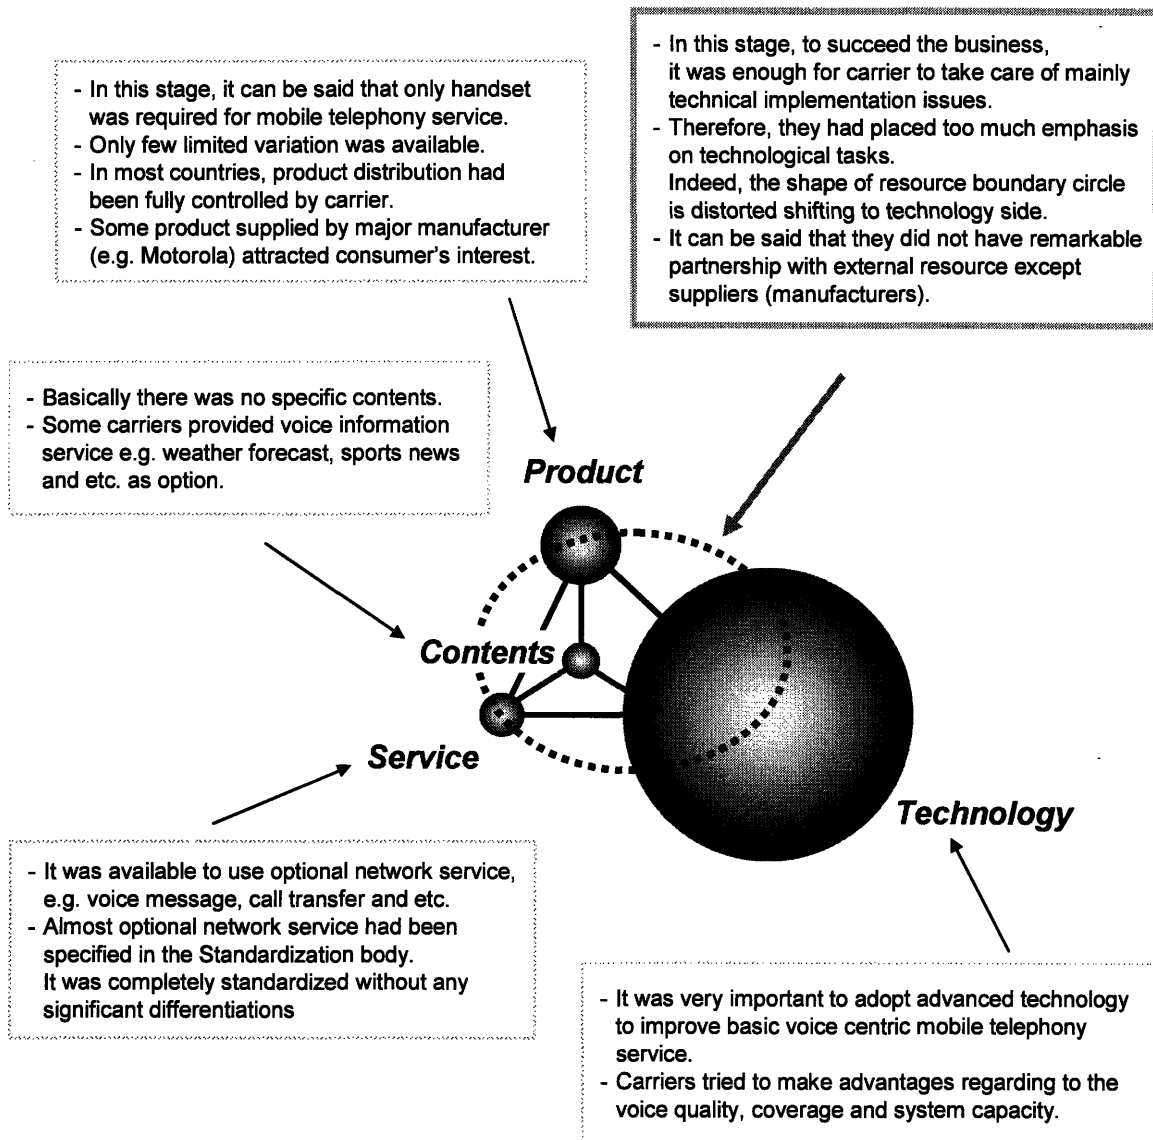 - In this stage, it can be said that only handset
was required for mobile telephony service.
- Only few limited variation was available.
- In most countries, product distribution had
been fully controlled by carrier.
- Some product supplied by major manufacturer
(e.g. Motorola) attracted consumer's interest.
- In this stage, to succeed the business,
it was enough for carrier to take care of mainly
technical implementation issues.
- Therefore, they had placed too much emphasis
on technological tasks.
Indeed, the shape of resource boundary circle
is distorted shifting to technology side.
- It can be said that they did not have remarkable
partnership with external resource except
suppliers (manufacturers).
- Basically there was no specific contents.
- Some carriers provided voice information
service e.g. weather forecast, sports news
and etc. as option.
Product
Contents
Service
Technology
- It was available to use optional network service,
e.g. voice message, call transfer and etc.
- Almost optional network service had been
specified in the Standardization body.
It was completely standardized without any
significant differentiations
- It was very important to adopt advanced technology
to improve basic voice centric mobile telephony
service.
- Carriers tried to make advantages regarding to the
voice quality, coverage and system capacity.